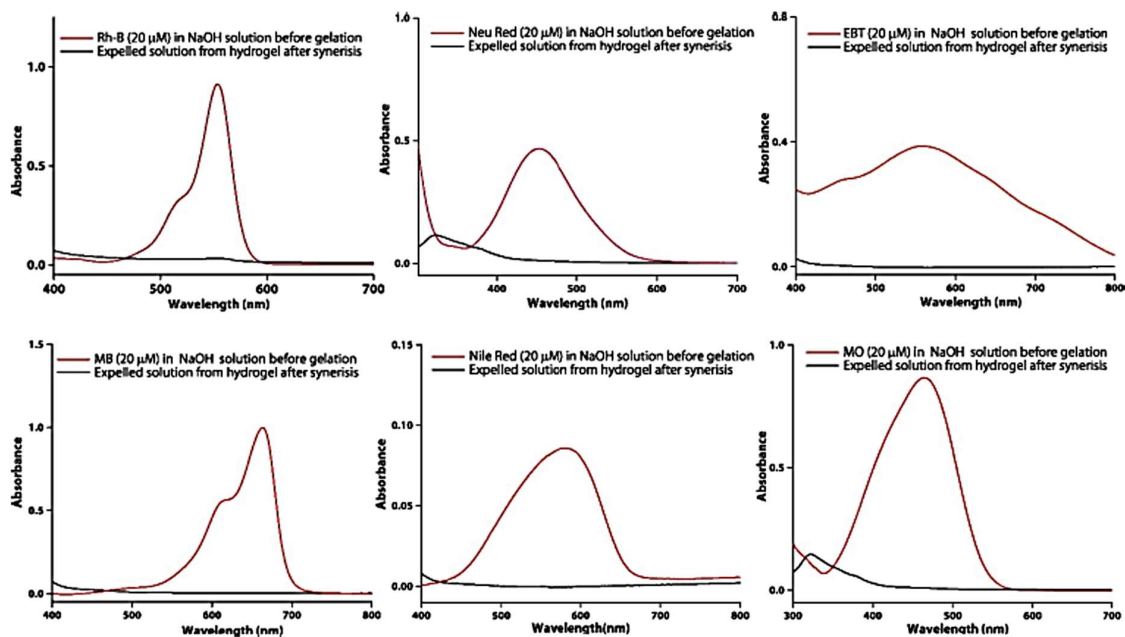 Rh-B (20 μM) in NaOH solution before gelation
Expelled solution from hydrogel after synerisis
1.0
0.5
0.0
Absorbance
400
500
600
700
Wavelength (nm)
Neu Red (20 μM) in NaOH solution before gelation
Expelled solution from hydrogel after synerisis
1.0
0.5
0.0
Absorbance
400
500
600
700
Wavelength (nm)
EBT (20 μM) in NaOH solution before gelation
Expelled solution from hydrogel after synerisis
0.8
0.4
0.0
Absorbance
400
500
600
700
800
Wavelength (nm)
MB (20 μM) in NaOH solution before gelation
Expelled solution from hydrogel after synerisis
1.5
1.0
0.5
0.0
Absorbance
400
500
600
700
800
Wavelength (nm)
Nile Red (20 μM) in NaOH solution before gelation
Expelled solution from hydrogel after synerisis
0.15
0.10
0.05
0.00
Absorbance
400
500
600
700
800
Wavelength(nm)
MO (20 μM) in NaOH solution before gelation
Expelled solution from hydrogel after synerisis
1.0
0.5
0.0
Absorbance
300
400
500
600
700
Wavelength (nm)